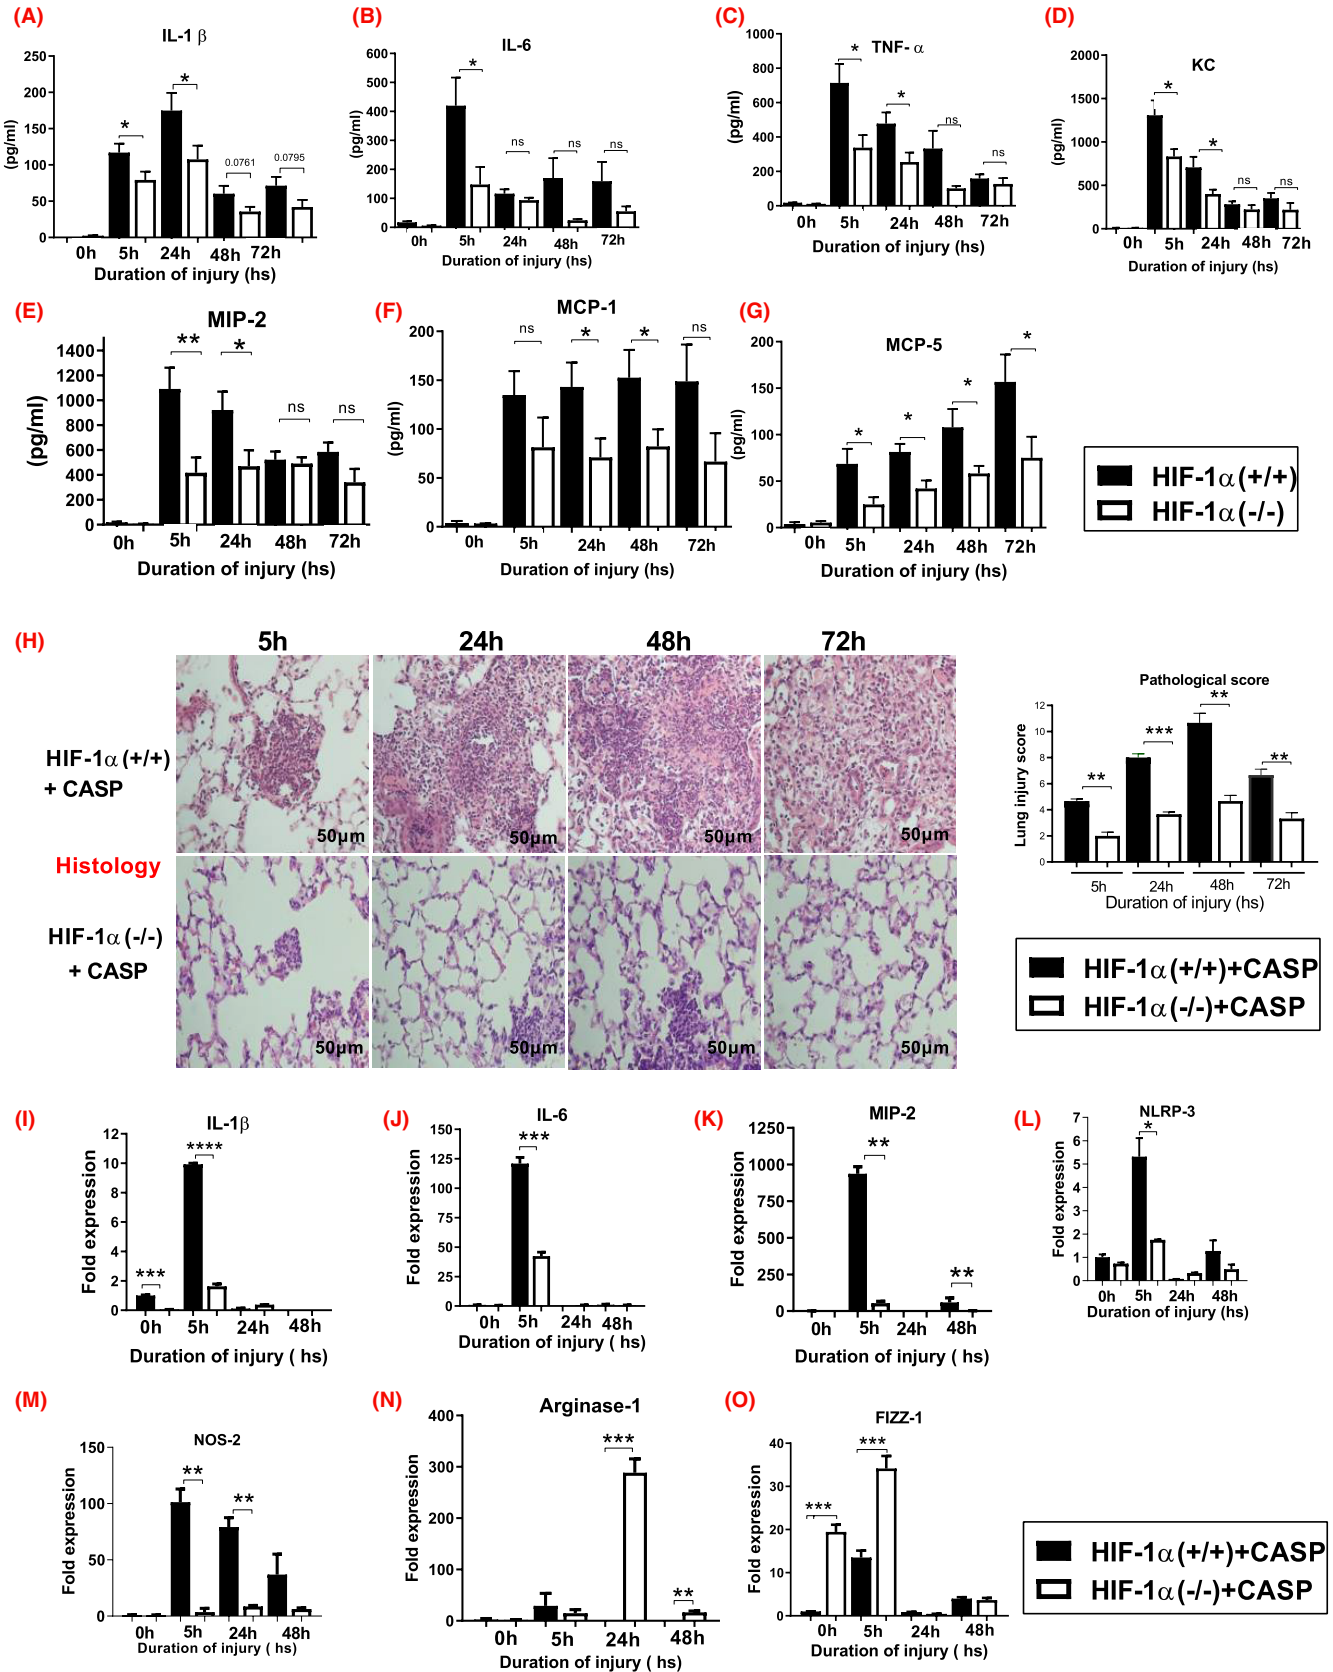 (A)
IL-1 β
(pg/ml)
250
200
150
100
50
0
*
*
0.0761
0.0795
0h 5h 24h 48h 72h
Duration of injury (hs)
(B)
IL-6
(pg/ml)
600
500
400
300
200
100
0
*
ns
ns
ns
0h 5h 24h 48h 72h
Duration of injury (hs)
(C)
TNF- α
(pg/ml)
1000
800
600
400
200
0
*
*
ns
ns
0h 5h 24h 48h 72h
Duration of injury (hs)
(D)
KC
(pg/ml)
2000
1500
1000
500
0
*
*
ns
ns
0h 5h 24h 48h 72h
Duration of injury (hs)
(E)
MIP-2
(pg/ml)
1400
1200
1000
800
600
400
200
0
**
*
ns
ns
0h 5h 24h 48h 72h
Duration of injury (hs)
(F)
MCP-1
(pg/ml)
200
150
100
50
0
ns
*
*
ns
0h 5h 24h 48h 72h
Duration of injury (hs)
(G)
MCP-5
(pg/ml)
200
150
100
50
0
*
*
*
*
0h 5h 24h 48h 72h
Duration of injury (hs)
HIF-1α(+/+)
HIF-1α(-/-)
(H)
5h 24h 48h 72h
HIF-1α(+/+)
+ CASP
50µm 50µm 50µm 50µm
Histology
HIF-1α(-/-)
+ CASP
50µm 50µm 50µm 50µm
Pathological score
Lung injury score
12
10
8
6
4
2
0
**
***
**
**
5h 24h 48h 72h
Duration of injury (hs)
HIF-1α(+/+)+CASP
HIF-1α(-/-)+CASP
(I)
IL-1β
Fold expression
12
10
8
6
4
2
0
***
****
0h 5h 24h 48h
Duration of injury ( hs)
(J)
IL-6
Fold expression
150
125
100
75
50
25
0
***
0h 5h 24h 48h
Duration of injury ( hs)
(K)
MIP-2
Fold expression
1250
1000
750
500
250
0
**
**
0h 5h 24h 48h
Duration of injury ( hs)
(L)
NLRP-3
Fold expression
7
6
5
4
3
2
1
0
*
0h 5h 24h 48h
Duration of injury (hs)
(M)
NOS-2
Fold expression
150
100
50
0
**
**
0h 5h 24h 48h
Duration of injury ( hs)
(N)
Arginase-1
Fold expression
400
300
200
100
0
***
**
0h 5h 24h 48h
Duration of injury ( hs)
(O)
FIZZ-1
Fold expression
40
30
20
10
0
***
***
0h 5h 24h 48h
Duration of injury ( hs)
HIF-1α(+/+)+CASP
HIF-1α(-/-)+CASP